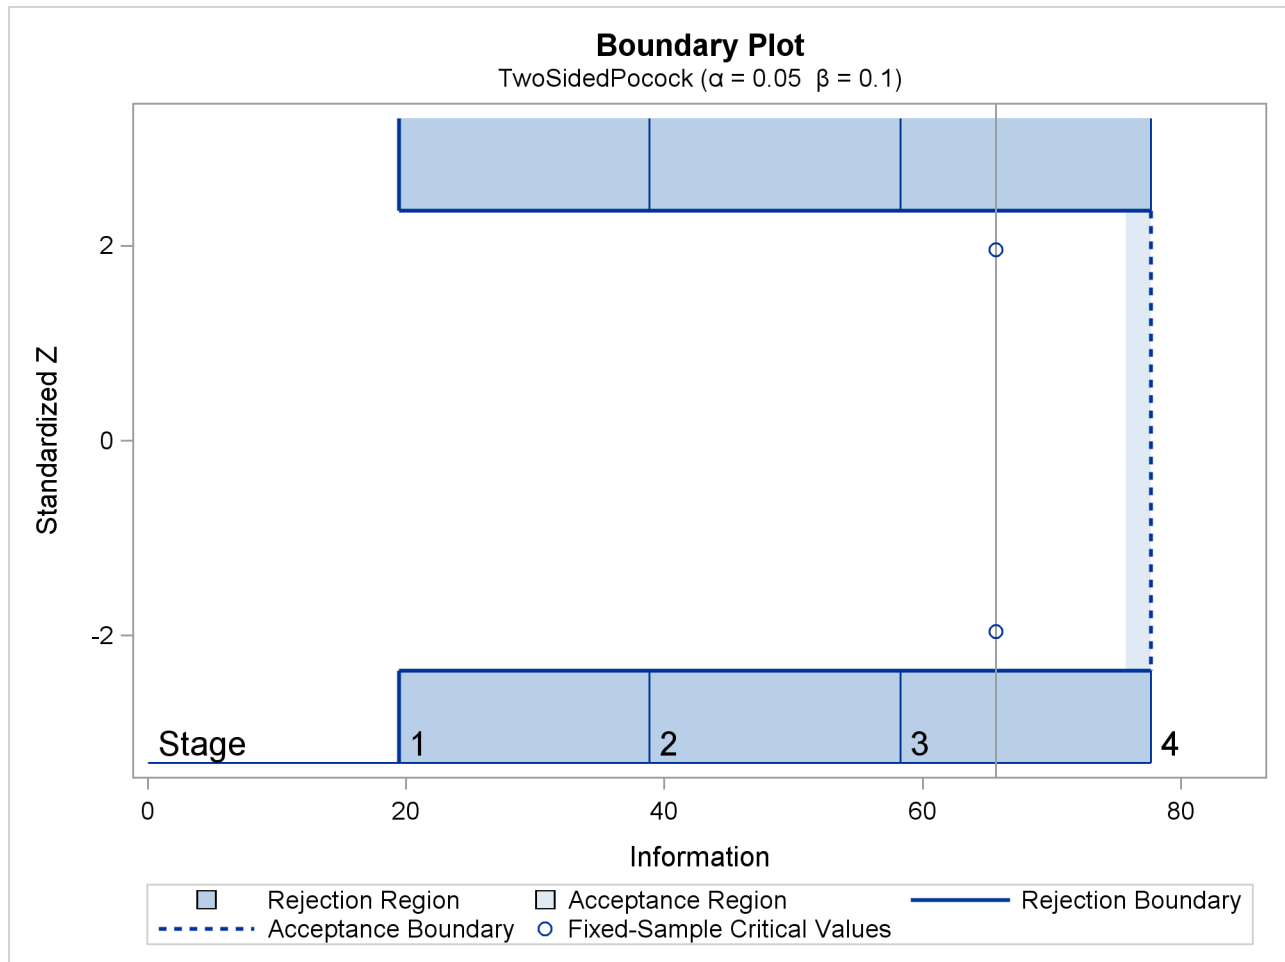 Boundary Plot
TwoSidedPocock (α = 0.05 β = 0.1)
Standardized Z
2
0
-2
Stage 1 2 3 4
0 20 40 60 80
Information
Rejection Region Acceptance Region Rejection Boundary
Acceptance Boundary Fixed-Sample Critical Values